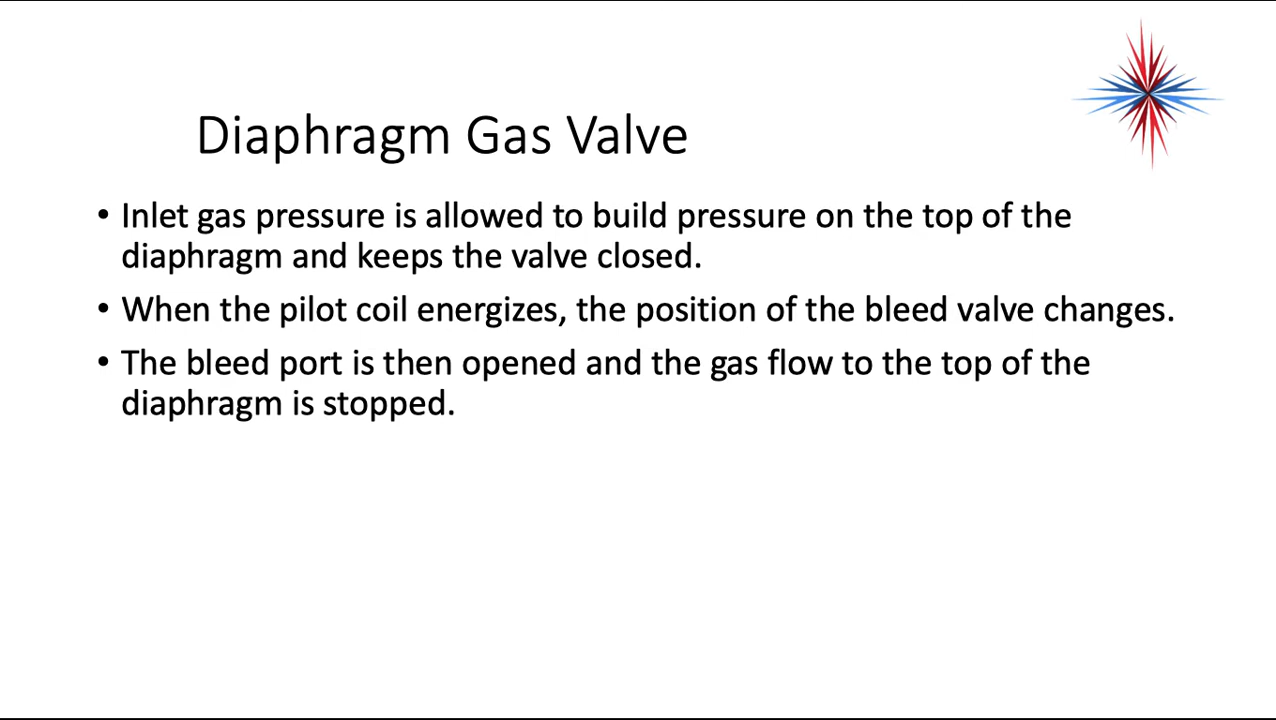 Diaphragm Gas Valve
• Inlet gas pressure is allowed to build pressure on the top of the
diaphragm and keeps the valve closed.
• When the pilot coil energizes, the position of the bleed valve changes.
• The bleed port is then opened and the gas flow to the top of the
diaphragm is stopped.